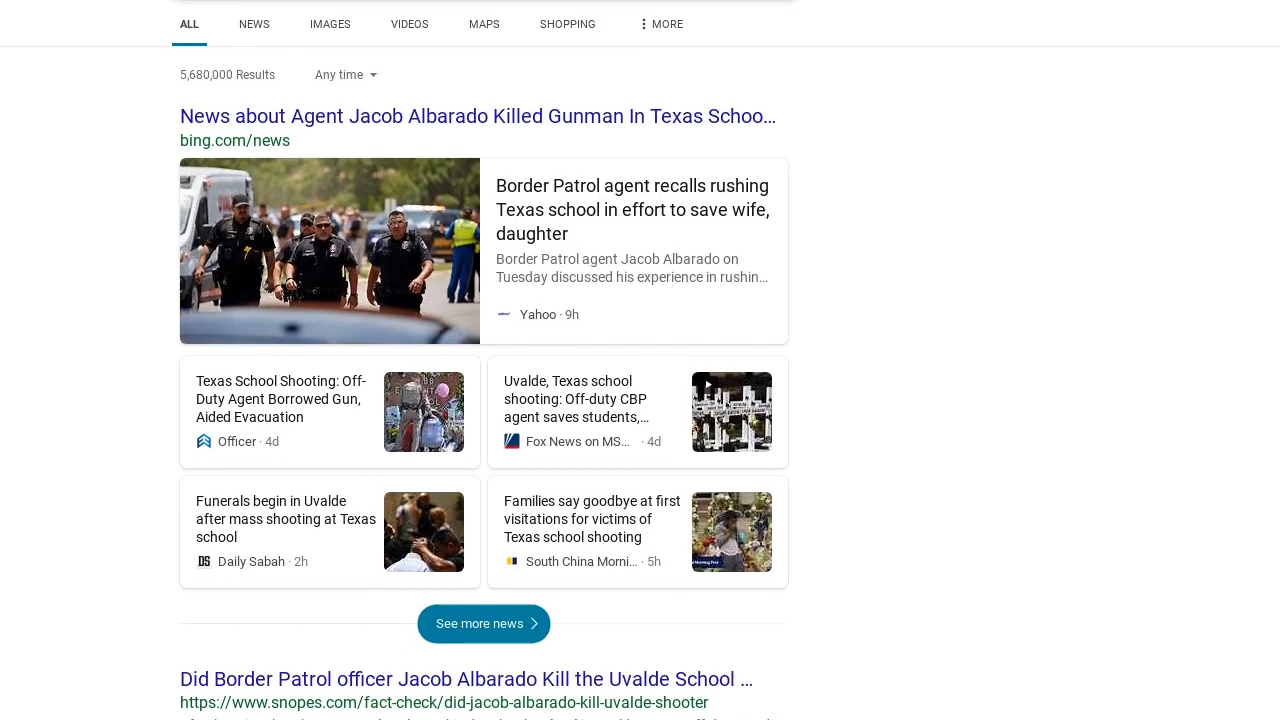 ALL NEWS IMAGES VIDEOS MAPS SHOPPING MORE
5,680,000 Results Any time
News about Agent Jacob Albarado Killed Gunman In Texas Schoo…
bing.com/news
Border Patrol agent recalls rushing
Texas school in effort to save wife,
daughter
Border Patrol agent Jacob Albarado on
Tuesday discussed his experience in rushin…
Yahoo · 9h
Texas School Shooting: Off-
Duty Agent Borrowed Gun,
Aided Evacuation
Officer · 4d
Uvalde, Texas school
shooting: Off-duty CBP
agent saves students,…
Fox News on MS… · 4d
Funerals begin in Uvalde
after mass shooting at Texas
school
DS Daily Sabah · 2h
Families say goodbye at first
visitations for victims of
Texas school shooting
South China Morni… · 5h
See more news
Did Border Patrol officer Jacob Albarado Kill the Uvalde School …
https://www.snopes.com/fact-check/did-jacob-albarado-kill-uvalde-shooter